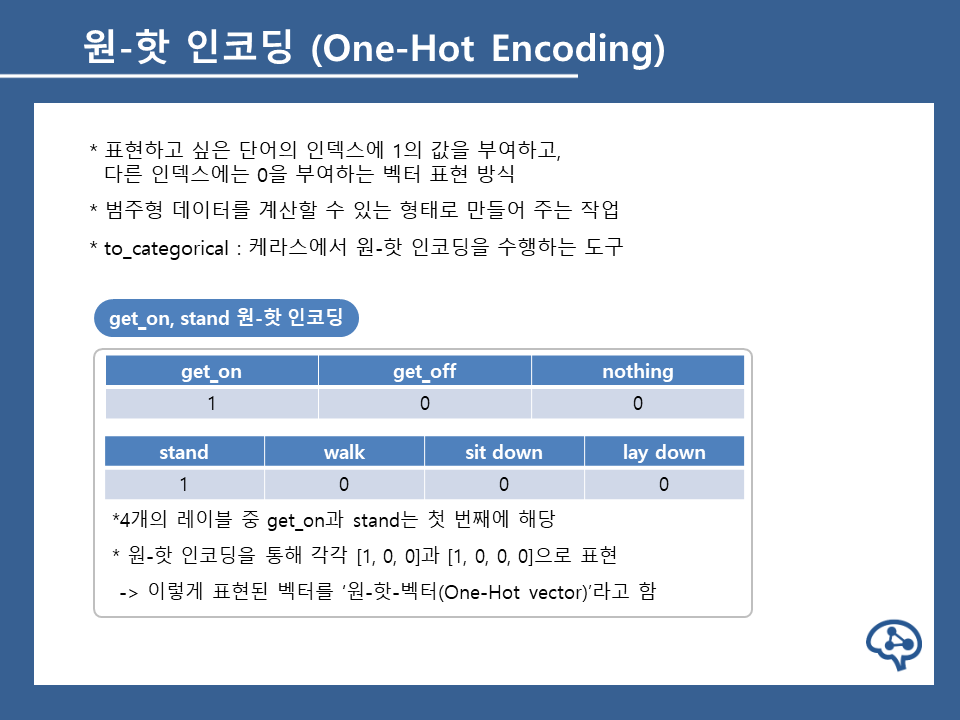 원-핫 인코딩 (One-Hot Encoding)
* 표현하고 싶은 단어의 인덱스에 1의 값을 부여하고,
다른 인덱스에는 0을 부여하는 벡터 표현 방식
* 범주형 데이터를 계산할 수 있는 형태로 만들어 주는 작업
* to_categorical : 케라스에서 원-핫 인코딩을 수행하는 도구
get_on, stand 원-핫 인코딩
get_on get_off nothing
1 0 0
stand walk sit down lay down
1 0 0 0
*4개의 레이블 중 get_on과 stand는 첫 번째에 해당
* 원-핫 인코딩을 통해 각각 [1, 0, 0]과 [1, 0, 0, 0]으로 표현
-> 이렇게 표현된 벡터를 ‘원-핫-벡터(One-Hot vector)’라고 함